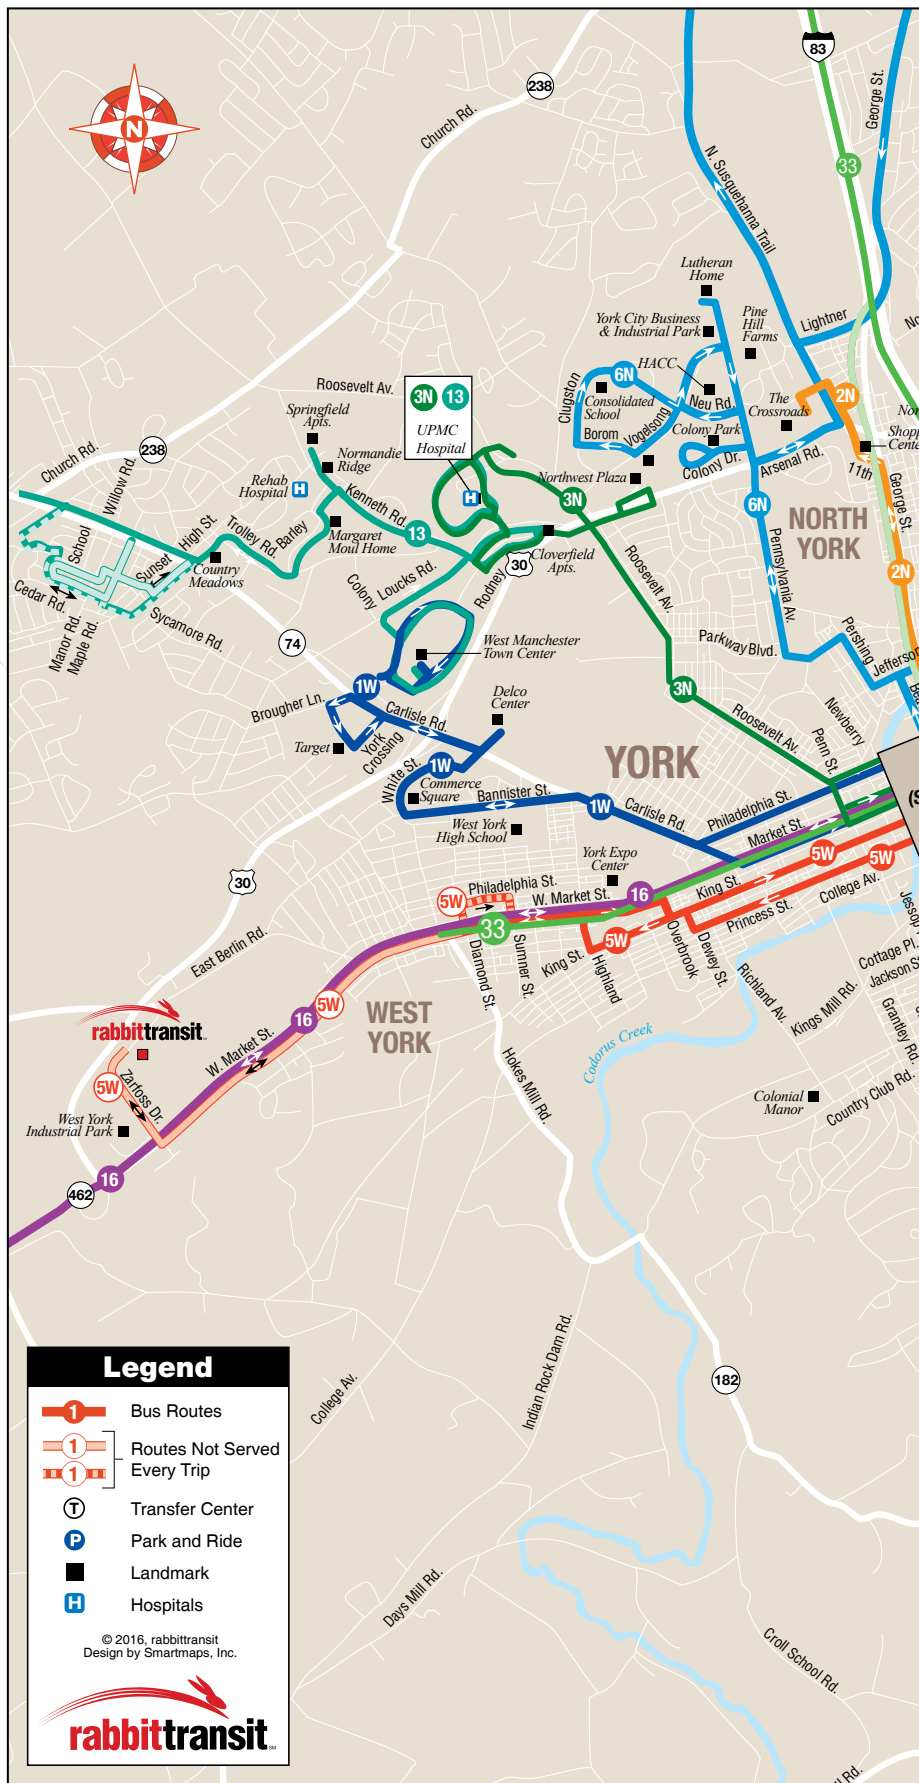 N
83
George St.
238
Church Rd.
33
N. Susquehanna Trail
Lutheran
Home
York City Business
& Industrial Park
Pine
Hill
Farms
Lightner
HACC
6N
Clugston
Consolidated
School
Neu Rd.
The
Crossroads
2N
Borom
Vogelsong
Colony Park
Colony Dr.
Arsenal Rd.
11th
George St.
Northwest Plaza
Roosevelt Av.
3N
13
UPMC
Hospital
H
Springfield
Apts.
Normandie
Ridge
Rehab
Hospital
H
Kenneth Rd.
13
Margaret
Moul Home
Church Rd.
238
Willow Rd.
School
High St.
Sunset
Trolley Rd.
Barley
Country
Meadows
Cedar Rd.
Manor Rd.
Maple Rd.
Sycamore Rd.
Colony
Loucks Rd.
Rodney
30
Cloverfield
Apts.
3N
Roosevelt Av.
6N
NORTH
YORK
2N
Pennsylvania Av.
Parkway Blvd.
Pershing
Jefferson
74
West Manchester
Town Center
1W
Brougher Ln.
Carlisle Rd.
Delco
Center
3N
Roosevelt Av.
Newberry
Penn St.
Target
York
Crossing
White St.
1W
Commerce
Square
Bannister St.
1W
YORK
Carlisle Rd.
Philadelphia St.
Market St.
(S
West York
High School
York Expo
Center
30
Philadelphia St.
5W
W. Market St.
16
King St.
5W
5W
College Av.
Princess St.
33
Diamond St.
Sumner St.
King St.
5W
Highland
Overbrook
Dewey St.
Richland Av.
Jessop
Cottage Pl.
Jackson St.
Kings Mill Rd.
Grantley Rd.
East Berlin Rd.
rabbittransit
5W
16
WEST
YORK
W. Market St.
5W
Zarfoss Dr.
West York
Industrial Park
16
462
Hokes Mill Rd.
Codorus Creek
Colonial
Manor
Country Club Rd.
Indian Rock Dam Rd.
182
College Av.
Days Mill Rd.
Croll School Rd.
Rd.
Legend
1 Bus Routes
1
1
Routes Not Served
Every Trip
T Transfer Center
P Park and Ride
Landmark
H Hospitals
© 2016, rabbittransit
Design by Smartmaps, Inc.
rabbittransit
SM